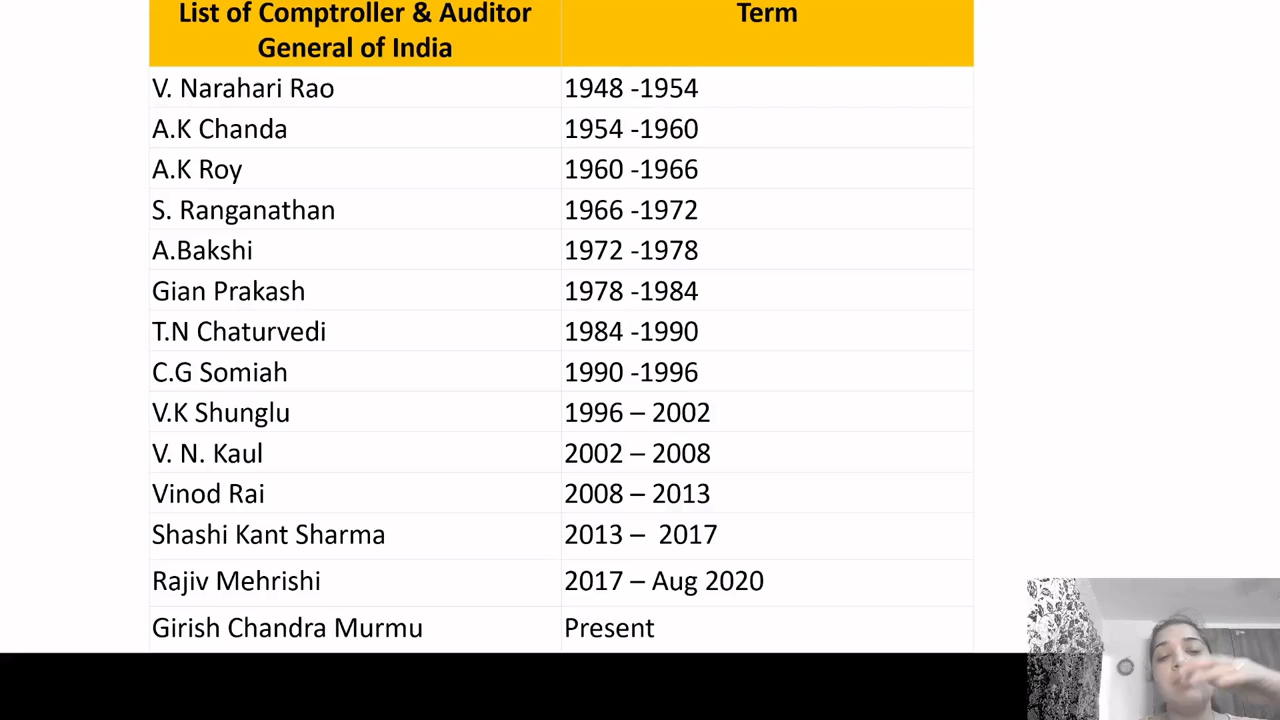 List of Comptroller & Auditor Term
General of India
V. Narahari Rao 1948 -1954
A.K Chanda 1954 -1960
A.K Roy 1960 -1966
S. Ranganathan 1966 -1972
A.Bakshi 1972 -1978
Gian Prakash 1978 -1984
T.N Chaturvedi 1984 -1990
C.G Somiah 1990 -1996
V.K Shunglu 1996 – 2002
V. N. Kaul 2002 – 2008
Vinod Rai 2008 – 2013
Shashi Kant Sharma 2013 –  2017
Rajiv Mehrishi 2017 – Aug 2020
Girish Chandra Murmu Present